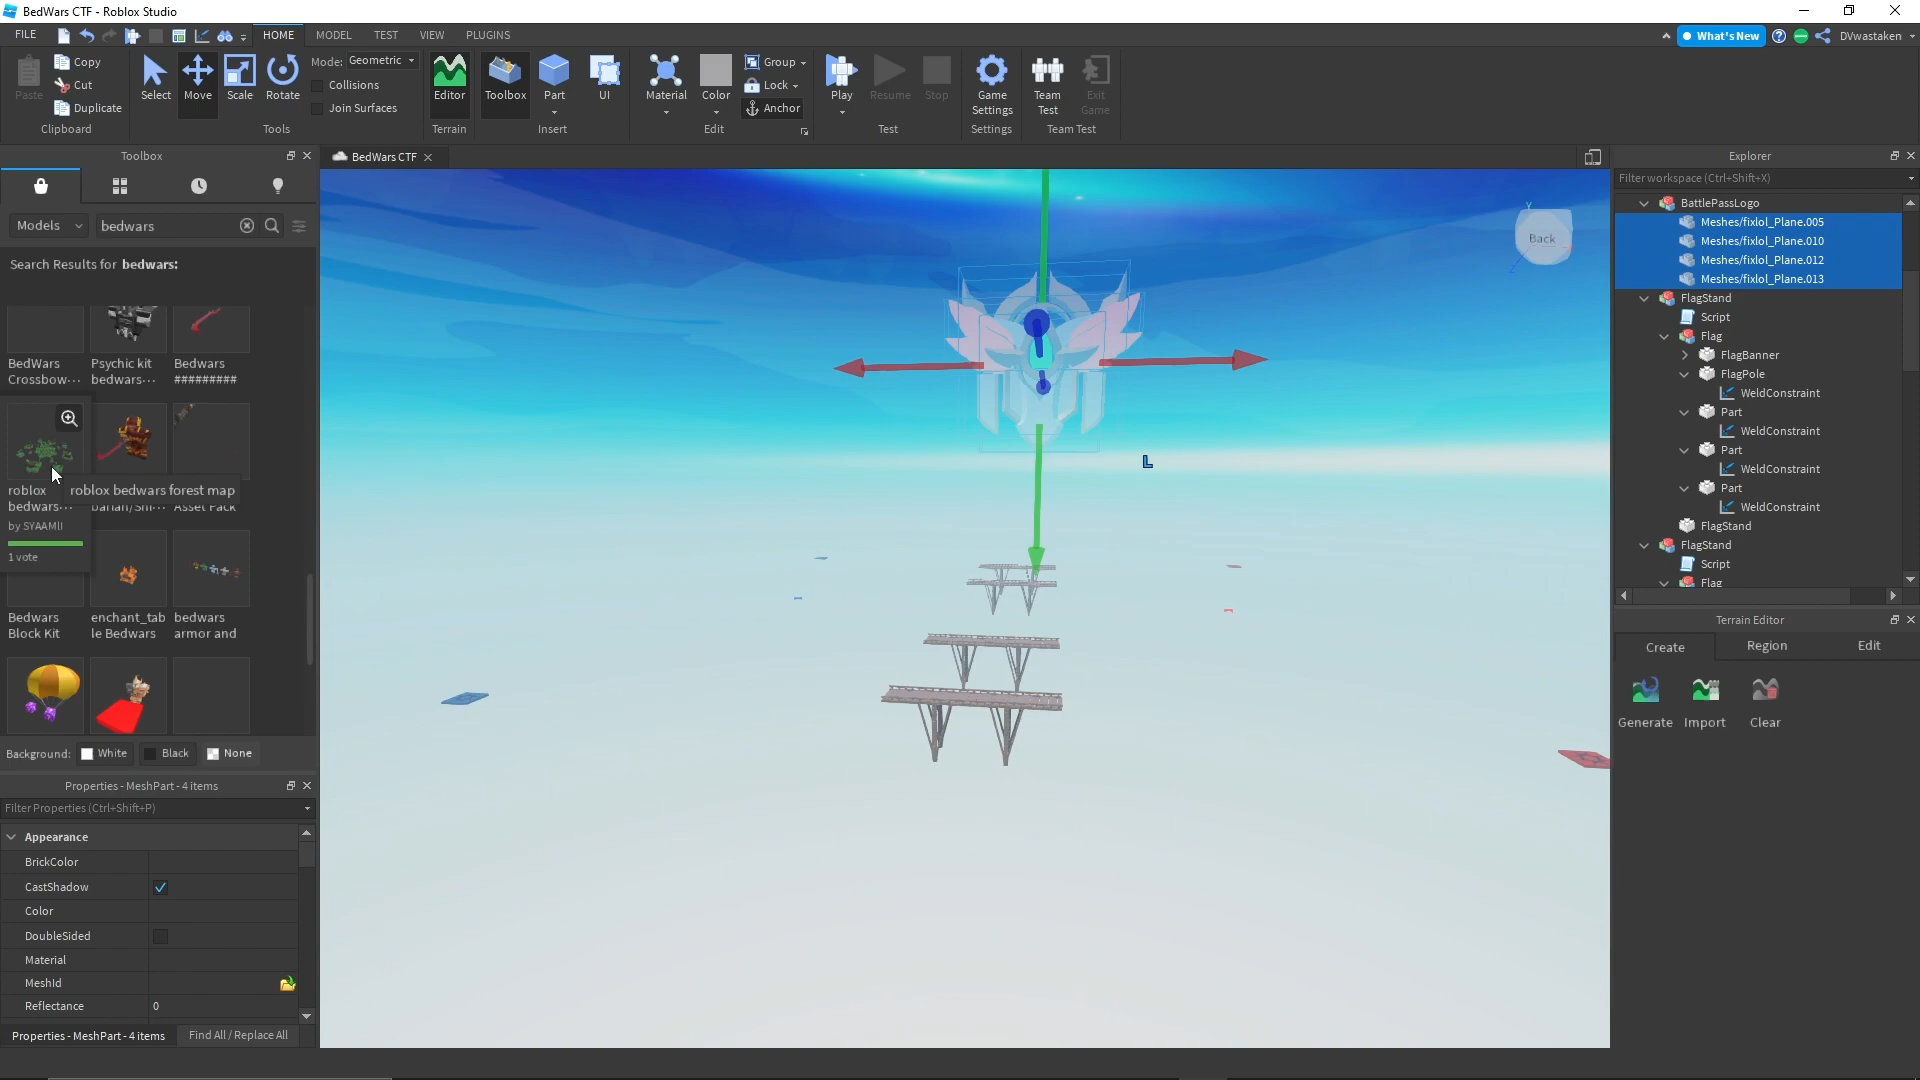 BedWars CTF - Roblox Studio
FILE
HOME
MODEL
TEST
VIEW
PLUGINS
What's New
DVwastaken
Paste
Copy
Cut
Duplicate
Clipboard
Select
Move
Scale
Rotate
Mode: Geometric
Collisions
Join Surfaces
Tools
Editor
Terrain
Toolbox
Part
UI
Insert
Material
Color
Group
Lock
Anchor
Edit
Play
Resume
Stop
Test
Game
Settings
Settings
Team
Test
Exit
Game
Team Test
Toolbox
BedWars CTF
Explorer
Models
bedwars
Search Results for bedwars:
BedWars
Crossbow···
Psychic kit
bedwars···
Bedwars
#########
roblox
bedwars···
roblox bedwars forest map
Asset Pack
by SYAAMlI
1 vote
Bedwars
Block Kit
enchant_tab
le Bedwars
bedwars
armor and
Background: White Black None
Properties - MeshPart - 4 items
Filter Properties (Ctrl+Shift+P)
Appearance
BrickColor
CastShadow
Color
DoubleSided
Material
MeshId
Reflectance 0
Properties - MeshPart - 4 items
Find All / Replace All
Back
Y
Z
L
Filter workspace (Ctrl+Shift+X)
BattlePassLogo
Meshes/fixlol_Plane.005
Meshes/fixlol_Plane.010
Meshes/fixlol_Plane.012
Meshes/fixlol_Plane.013
FlagStand
Script
Flag
FlagBanner
FlagPole
WeldConstraint
Part
WeldConstraint
Part
WeldConstraint
Part
WeldConstraint
FlagStand
FlagStand
Script
Flag
Terrain Editor
Create
Region
Edit
Generate
Import
Clear